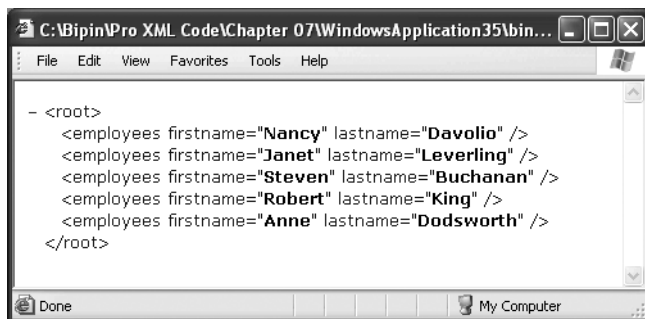 C:\Bipin\Pro XML Code\Chapter 07\WindowsApplication35\bin...
File Edit View Favorites Tools Help
- <root>
<employees firstname="Nancy" lastname="Davolio" />
<employees firstname="Janet" lastname="Leverling" />
<employees firstname="Steven" lastname="Buchanan" />
<employees firstname="Robert" lastname="King" />
<employees firstname="Anne" lastname="Dodsworth" />
</root>
Done My Computer